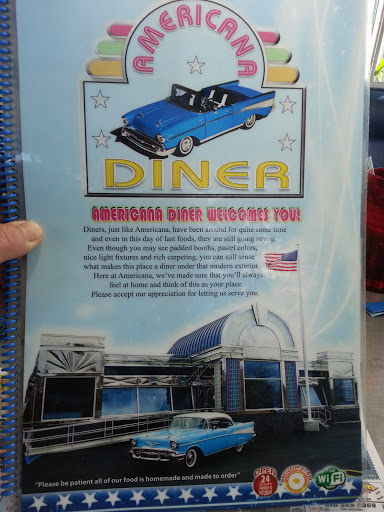 AMERICANA
DINER
AMERICANA DINER WELCOMES YOU!
Diners, just like Americana, have been around for quite some time
and even in this day of fast foods, they are still going strong.
Even though you may see padded booths, pastel colors,
nice light fixtures and rich carpeting, you can still sense
what makes this place a diner under that modern exterior.
Here at Americana, we've made sure that you'll always
feel at home and think of this as your place.
Please accept our appreciation for letting us serve you.
"Please be patient all of our food is homemade and made to order"
OPEN
24
WiFi